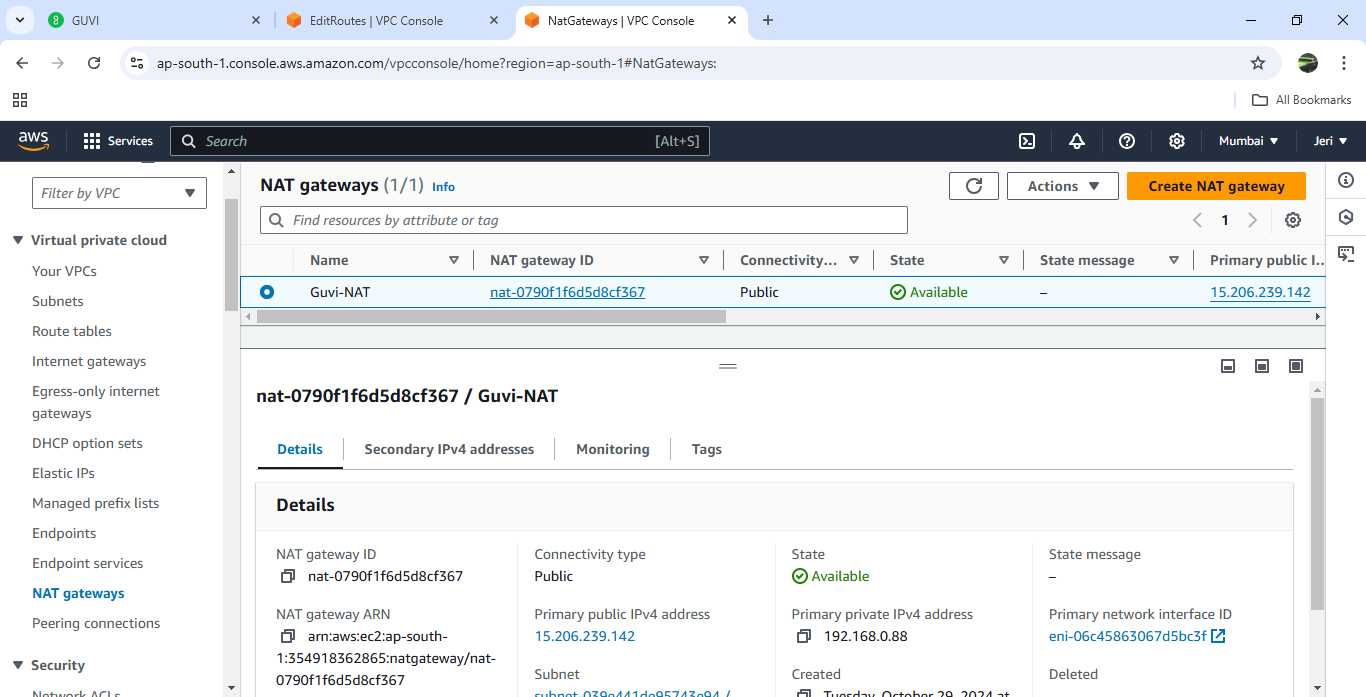 GUVI
EditRoutes | VPC Console
NatGateways | VPC Console
ap-south-1.console.aws.amazon.com/vpcconsole/home?region=ap-south-1#NatGateways:
All Bookmarks
aws
Services
Search
[Alt+S]
Mumbai
Jeri
Filter by VPC
Virtual private cloud
Your VPCs
Subnets
Route tables
Internet gateways
Egress-only internet
gateways
DHCP option sets
Elastic IPs
Managed prefix lists
Endpoints
Endpoint services
NAT gateways
Peering connections
Security
Network ACLs
NAT gateways (1/1) Info
Actions
Create NAT gateway
Find resources by attribute or tag
1
Name NAT gateway ID Connectivity... State State message Primary public I...
Guvi-NAT nat-0790f1f6d5d8cf367 Public Available – 15.206.239.142
nat-0790f1f6d5d8cf367 / Guvi-NAT
Details Secondary IPv4 addresses Monitoring Tags
Details
NAT gateway ID
nat-0790f1f6d5d8cf367
NAT gateway ARN
arn:aws:ec2:ap-south-
1:354918362865:natgateway/nat-
0790f1f6d5d8cf367
Connectivity type
Public
Primary public IPv4 address
15.206.239.142
Subnet
subnet-039e441de95743e94 /
State
Available
Primary private IPv4 address
192.168.0.88
Created
Tuesday, October 29, 2024 at
State message
–
Primary network interface ID
eni-06c45863067d5bc3f
Deleted